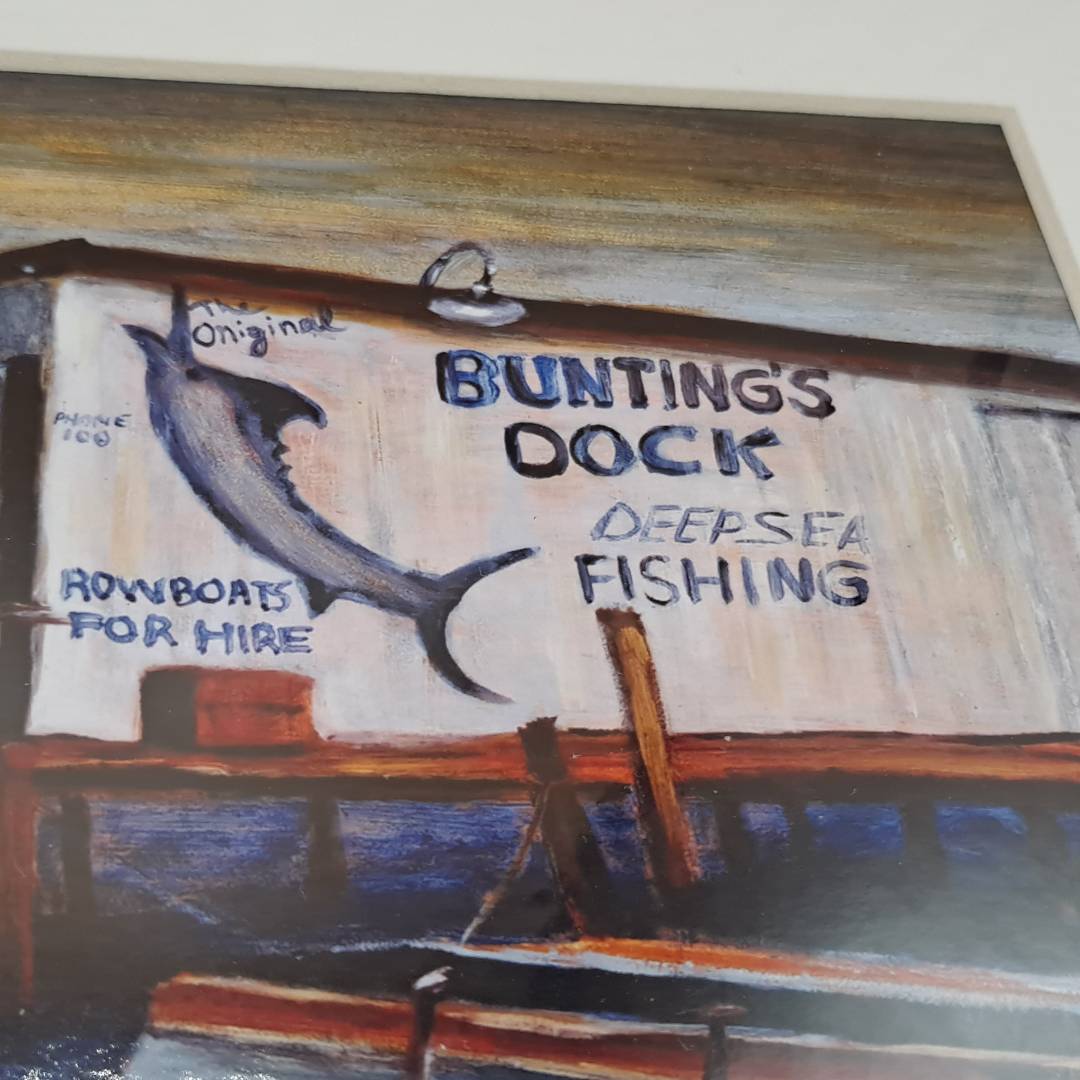 The
Original
BUNTING'S
DOCK
PHONE
100
DEEPSEA
FISHING
ROWBOATS
FOR HIRE